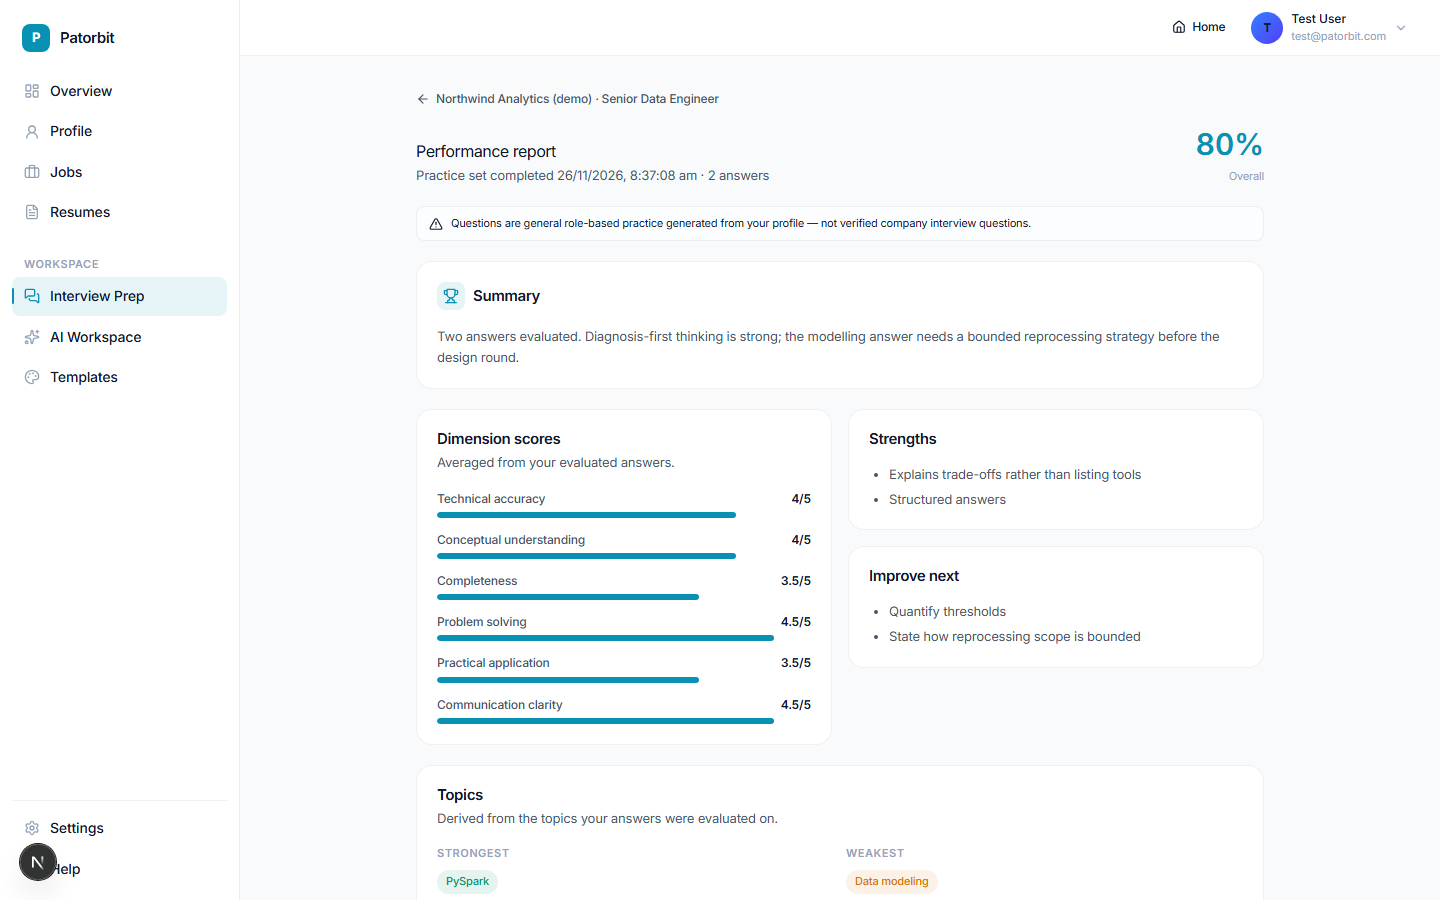 P Patorbit
Overview
Profile
Jobs
Resumes
WORKSPACE
Interview Prep
AI Workspace
Templates
Settings
N Help
Home
T
Test User
test@patorbit.com
Northwind Analytics (demo) · Senior Data Engineer
Performance report
Practice set completed 26/11/2026, 8:37:08 am · 2 answers
80%
Overall
Questions are general role-based practice generated from your profile — not verified company interview questions.
Summary
Two answers evaluated. Diagnosis-first thinking is strong; the modelling answer needs a bounded reprocessing strategy before the
design round.
Dimension scores
Averaged from your evaluated answers.
Technical accuracy 4/5
Conceptual understanding 4/5
Completeness 3.5/5
Problem solving 4.5/5
Practical application 3.5/5
Communication clarity 4.5/5
Strengths
• Explains trade-offs rather than listing tools
• Structured answers
Improve next
• Quantify thresholds
• State how reprocessing scope is bounded
Topics
Derived from the topics your answers were evaluated on.
STRONGEST
PySpark
WEAKEST
Data modeling